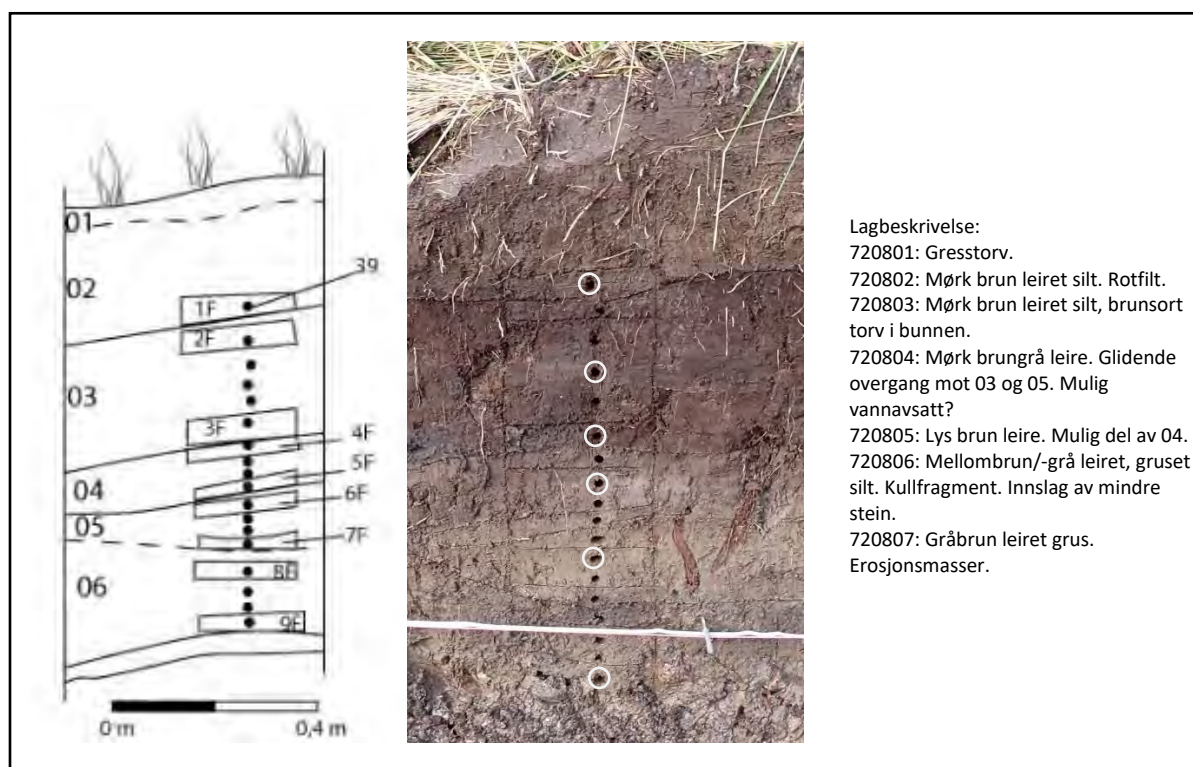 01
02
39
1F
2F
03
3F
4F
5F
04
6F
05
7F
06
8F
9F
0 m
0,4 m
Lagbeskrivelse:
720801: Gresstorv.
720802: Mørk brun leiret silt. Rotfilt.
720803: Mørk brun leiret silt, brunsort
torv i bunnen.
720804: Mørk brungrå leire. Glidende
overgang mot 03 og 05. Mulig
vannavsatt?
720805: Lys brun leire. Mulig del av 04.
720806: Mellombrun/-grå leiret, gruset
silt. Kullfragment. Innslag av mindre
stein.
720807: Gråbrun leiret grus.
Erosjonsmasser.